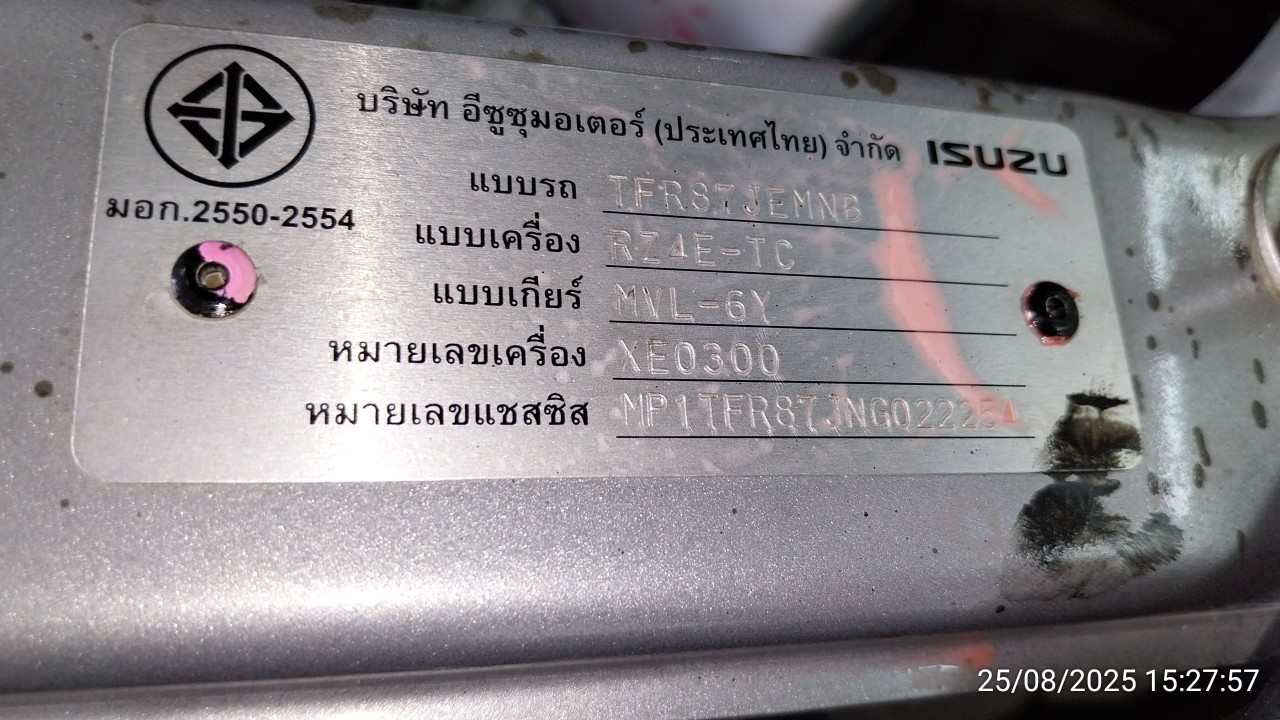 บริษัท อีซูซุมอเตอร์ (ประเทศไทย) จำกัด ISUZU
มอก.2550-2554
แบบรถ TFR87JEMNB
แบบเครื่อง RZ4E-TC
แบบเกียร์ MVL-6Y
หมายเลขเครื่อง XE0300
หมายเลขแชสซิส MP1TFR87JNG022254
25/08/2025 15:27:57